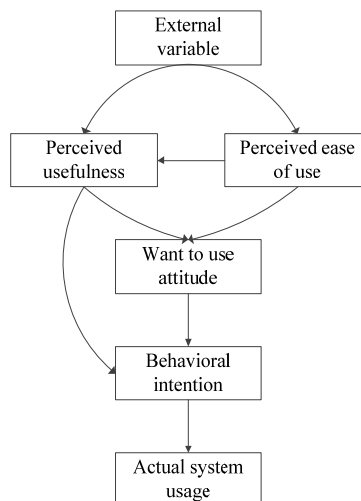 External
variable
Perceived
usefulness
Perceived ease
of use
Want to use
attitude
Behavioral
intention
Actual system
usage